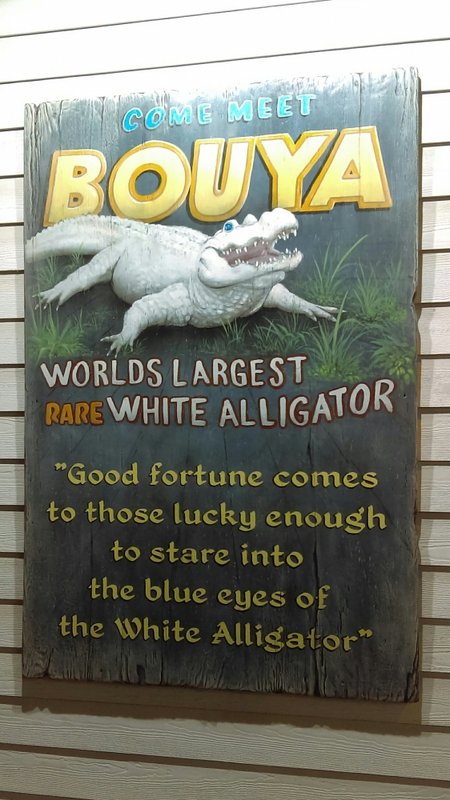 COME MEET
BOUYA
WORLDS LARGEST
RARE WHITE ALLIGATOR
"Good fortune comes
to those lucky enough
to stare into
the blue eyes of
the White Alligator"